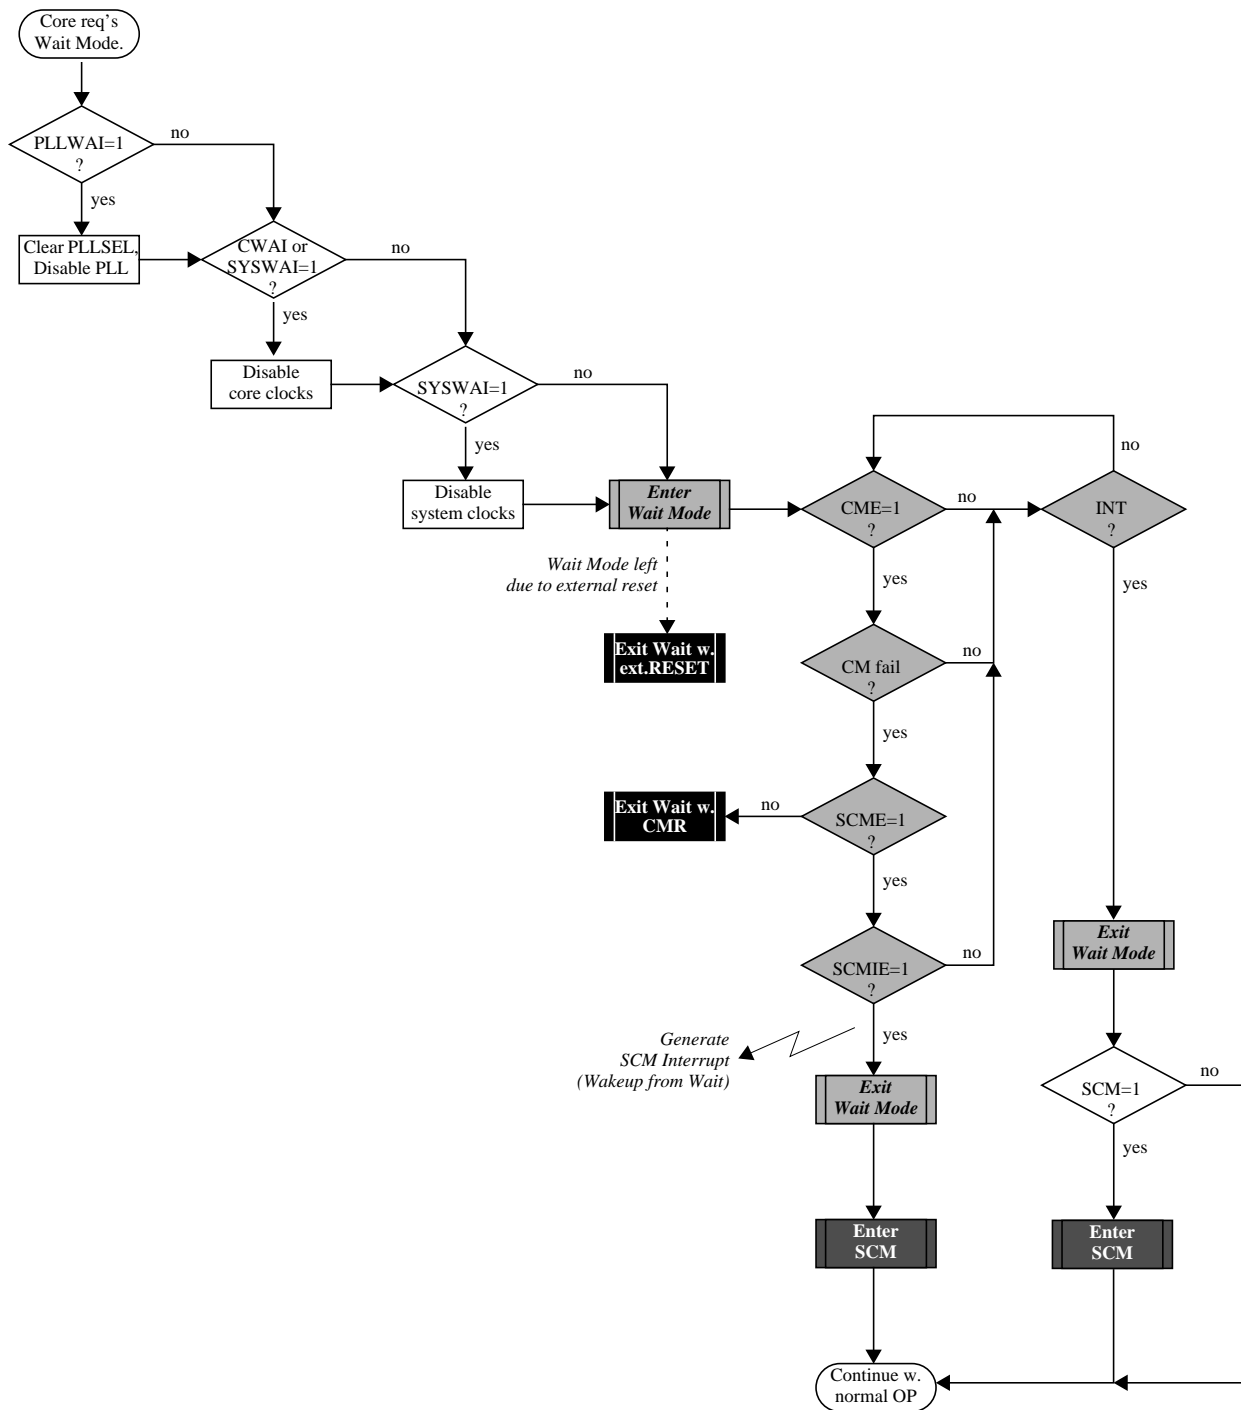 Core req's
Wait Mode.
PLLWAI=1
?
no
yes
Clear PLLSEL,
Disable PLL
CWAI or
SYSWAI=1
?
no
yes
Disable
core clocks
SYSWAI=1
?
no
yes
Disable
system clocks
Enter
Wait Mode
Wait Mode left
due to external reset
Exit Wait w.
ext.RESET
CME=1
?
no
yes
INT
?
no
yes
CM fail
?
no
yes
SCME=1
?
no
yes
Exit Wait w.
CMR
SCMIE=1
?
no
yes
Generate
SCM Interrupt
(Wakeup from Wait)
Exit
Wait Mode
Enter
SCM
Exit
Wait Mode
SCM=1
?
no
yes
Enter
SCM
Continue w.
normal OP